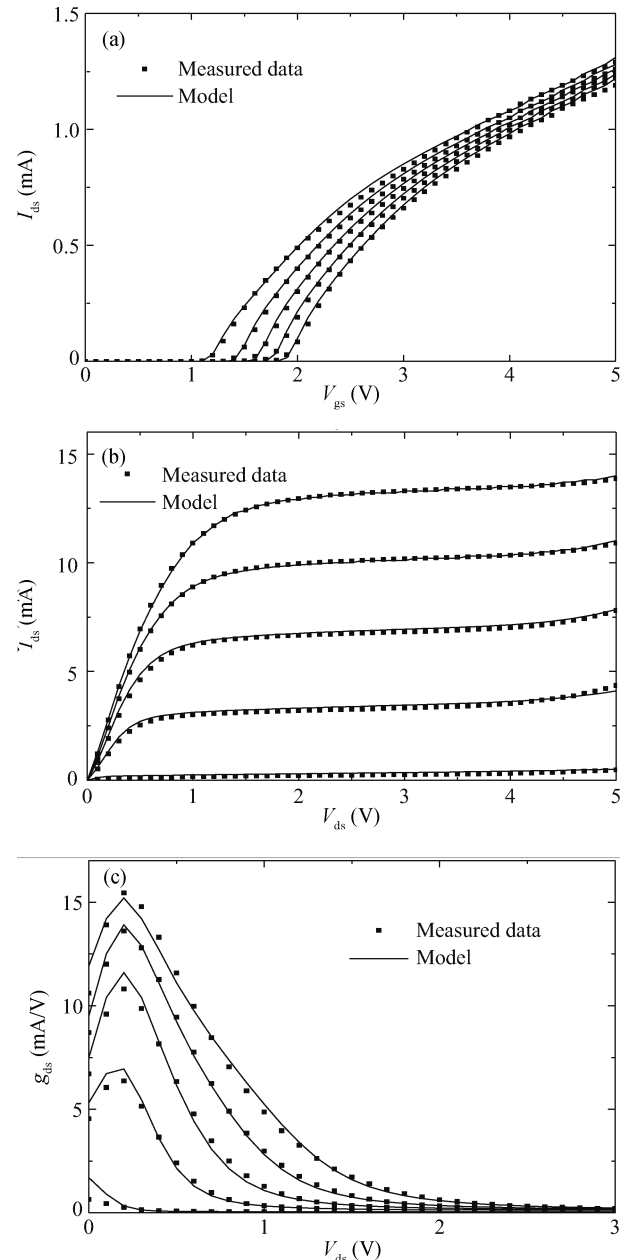 (a)
Measured data
Model
1.5
1.0
0.5
0
I_ds (mA)
0 1 2 3 4 5
V_gs (V)
(b)
Measured data
Model
15
10
5
0
I_ds (mA)
0 1 2 3 4 5
V_ds (V)
(c)
Measured data
Model
15
10
5
0
g_ds (mA/V)
0 1 2 3
V_ds (V)